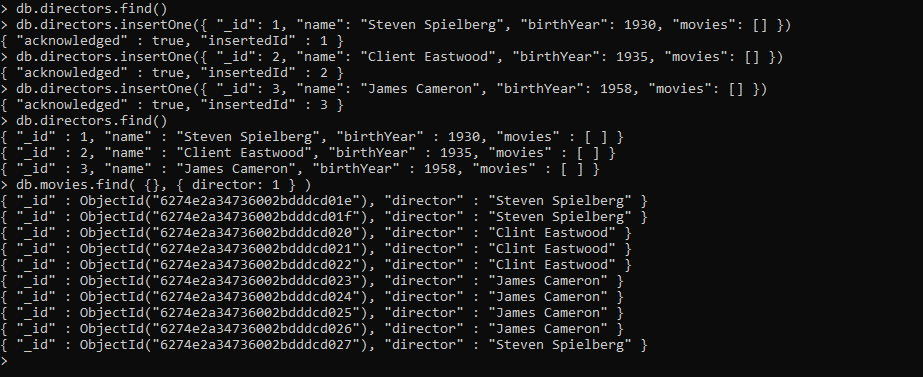 > db.directors.find()
> db.directors.insertOne({ "_id": 1, "name": "Steven Spielberg", "birthYear": 1930, "movies": [] })
{ "acknowledged" : true, "insertedId" : 1 }
> db.directors.insertOne({ "_id": 2, "name": "Client Eastwood", "birthYear": 1935, "movies": [] })
{ "acknowledged" : true, "insertedId" : 2 }
> db.directors.insertOne({ "_id": 3, "name": "James Cameron", "birthYear": 1958, "movies": [] })
{ "acknowledged" : true, "insertedId" : 3 }
> db.directors.find()
{ "_id" : 1, "name" : "Steven Spielberg", "birthYear" : 1930, "movies" : [ ] }
{ "_id" : 2, "name" : "Client Eastwood", "birthYear" : 1935, "movies" : [ ] }
{ "_id" : 3, "name" : "James Cameron", "birthYear" : 1958, "movies" : [ ] }
> db.movies.find( {}, { director: 1 } )
{ "_id" : ObjectId("6274e2a34736002bdddcd01e"), "director" : "Steven Spielberg" }
{ "_id" : ObjectId("6274e2a34736002bdddcd01f"), "director" : "Steven Spielberg" }
{ "_id" : ObjectId("6274e2a34736002bdddcd020"), "director" : "Clint Eastwood" }
{ "_id" : ObjectId("6274e2a34736002bdddcd021"), "director" : "Clint Eastwood" }
{ "_id" : ObjectId("6274e2a34736002bdddcd022"), "director" : "Clint Eastwood" }
{ "_id" : ObjectId("6274e2a34736002bdddcd023"), "director" : "James Cameron" }
{ "_id" : ObjectId("6274e2a34736002bdddcd024"), "director" : "James Cameron" }
{ "_id" : ObjectId("6274e2a34736002bdddcd025"), "director" : "James Cameron" }
{ "_id" : ObjectId("6274e2a34736002bdddcd026"), "director" : "James Cameron" }
{ "_id" : ObjectId("6274e2a34736002bdddcd027"), "director" : "Steven Spielberg" }
>